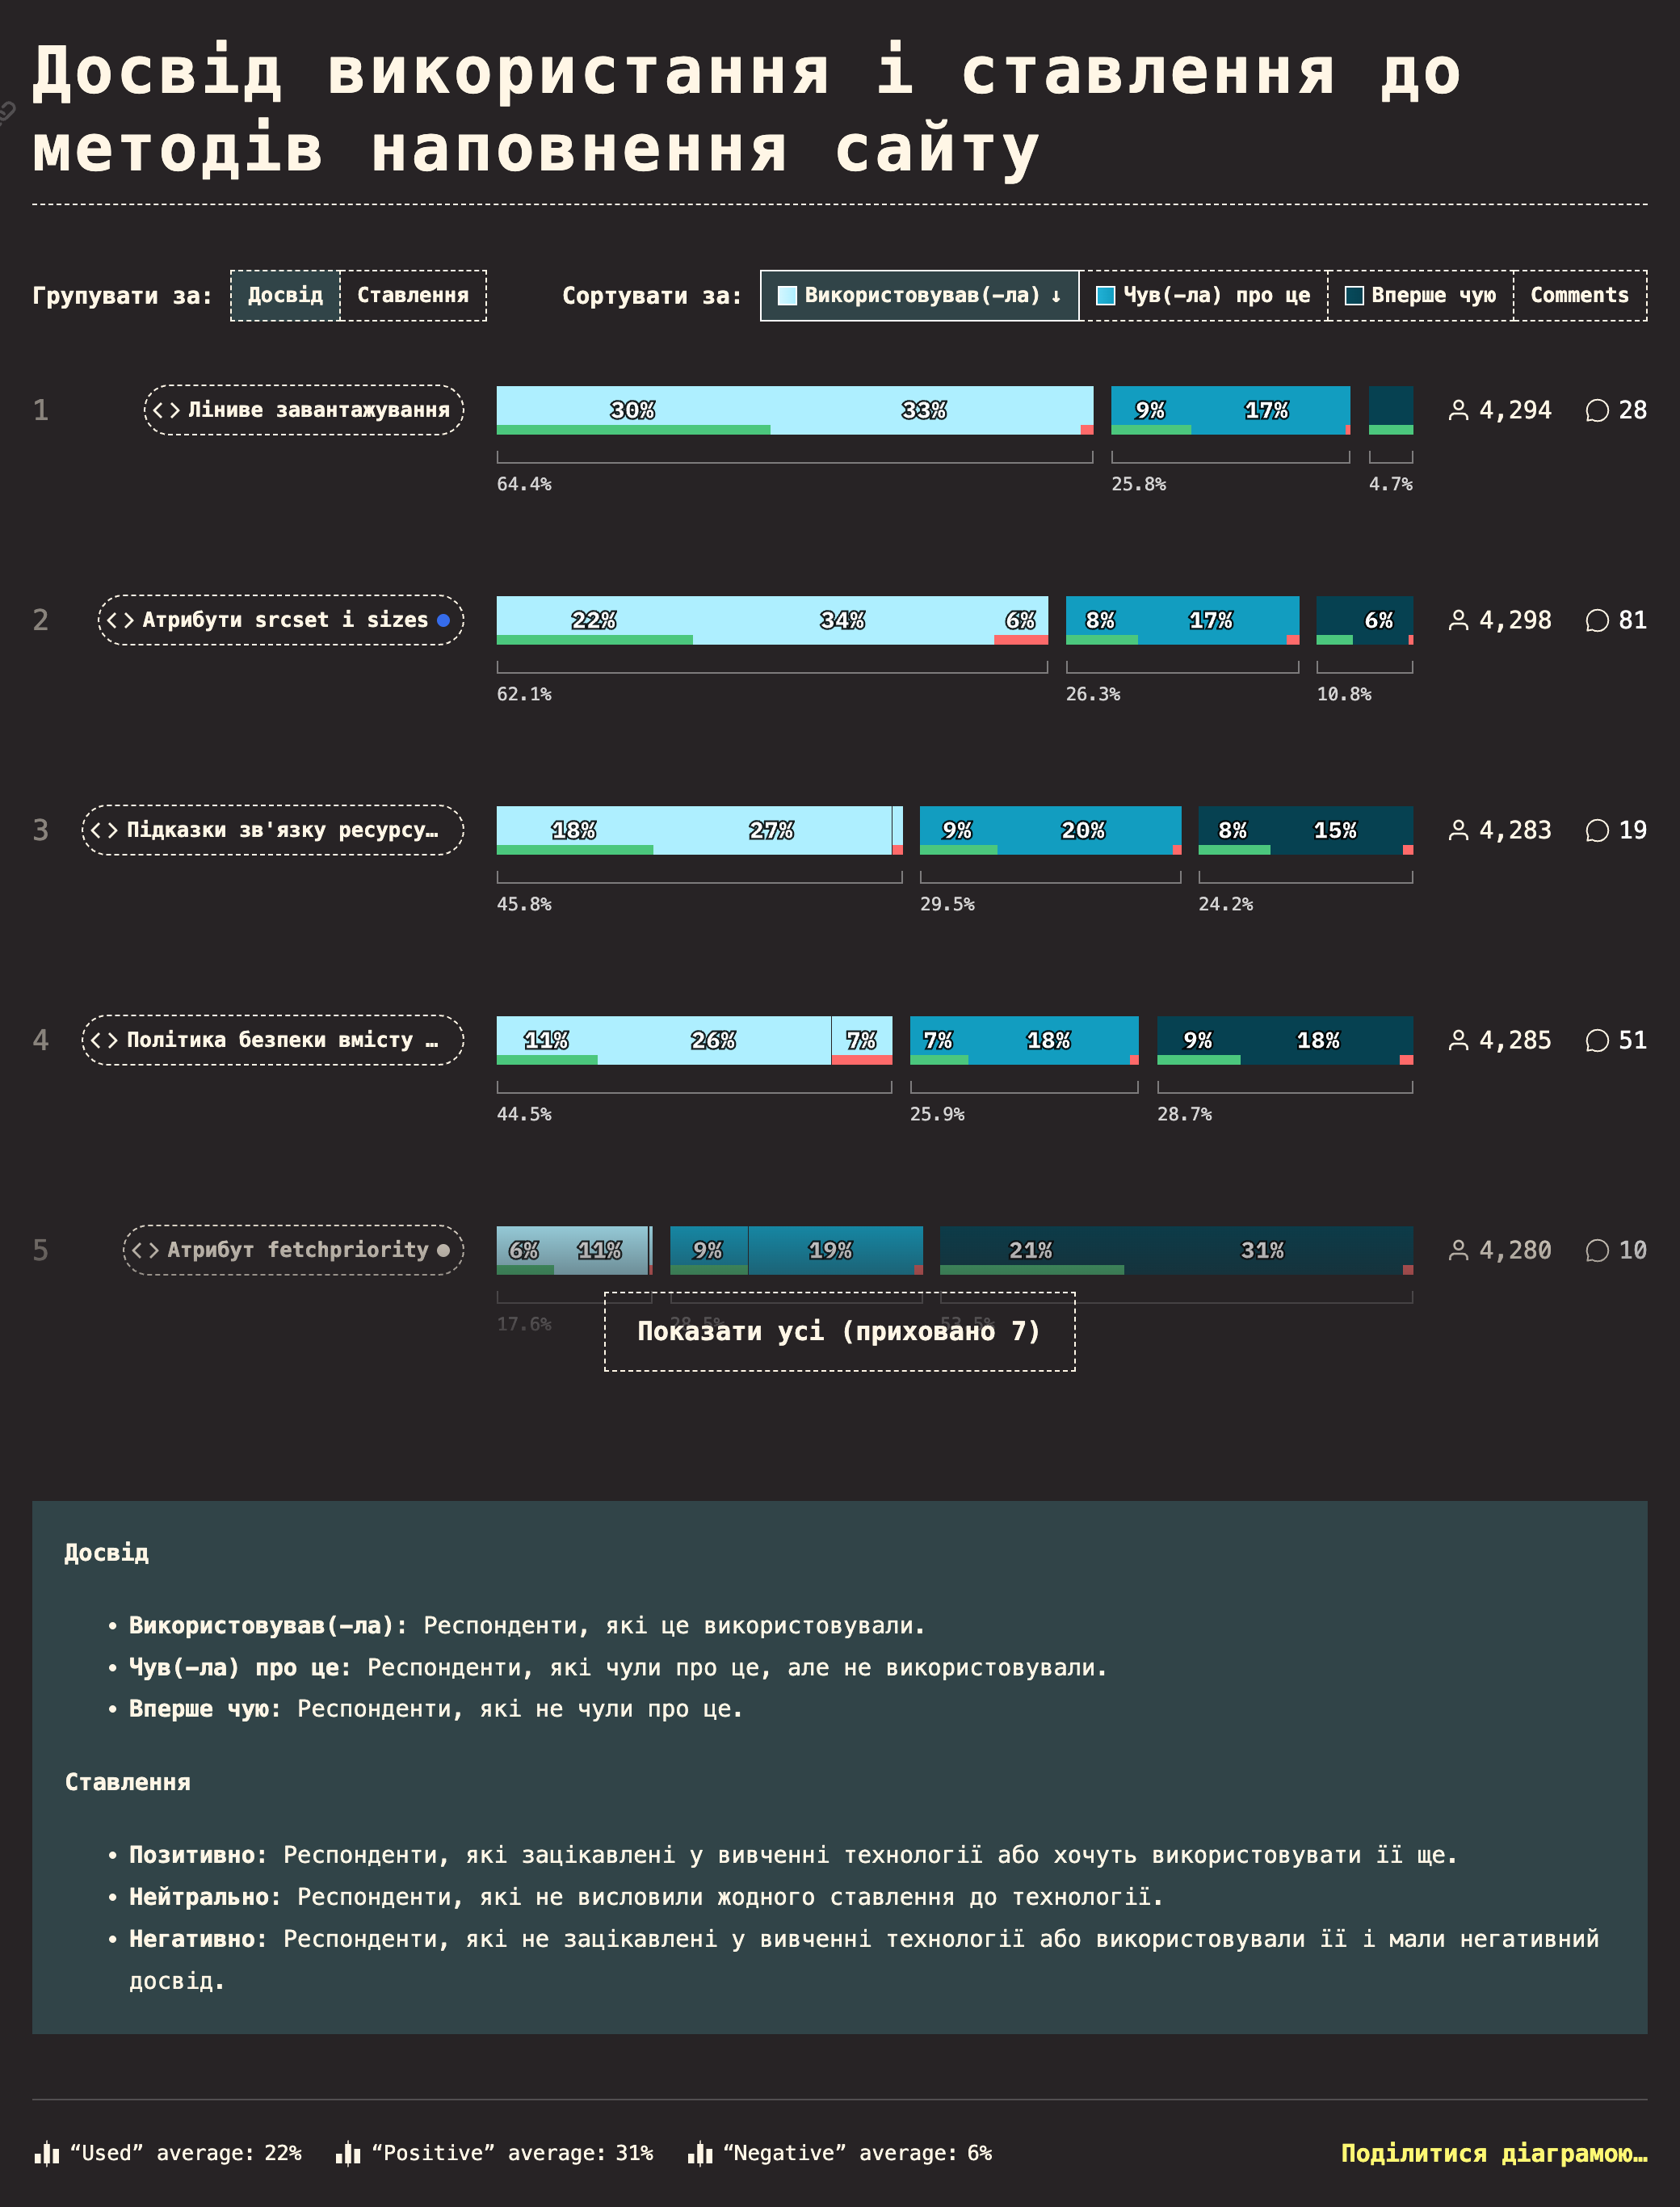 Досвід використання і ставлення до
методів наповнення сайту
Групувати за: Досвід Ставлення Сортувати за: Використовував(-ла) ↓ Чув(-ла) про це Вперше чую Comments
1 <> Ліниве завантажування 30% 33% 9% 17% 4,294 28
64.4% 25.8% 4.7%
2 <> Атрибути srcset і sizes 22% 34% 6% 8% 17% 6% 4,298 81
62.1% 26.3% 10.8%
3 <> Підказки зв'язку ресурсу… 18% 27% 9% 20% 8% 15% 4,283 19
45.8% 29.5% 24.2%
4 <> Політика безпеки вмісту … 11% 26% 7% 7% 18% 9% 18% 4,285 51
44.5% 25.9% 28.7%
5 <> Атрибут fetchpriority 6% 11% 9% 19% 21% 31% 4,280 10
17.6% 28.5% 53.5%
Показати усі (приховано 7)
Досвід
• Використовував(-ла): Респонденти, які це використовували.
• Чув(-ла) про це: Респонденти, які чули про це, але не використовували.
• Вперше чую: Респонденти, які не чули про це.
Ставлення
• Позитивно: Респонденти, які зацікавлені у вивченні технології або хочуть використовувати її ще.
• Нейтрально: Респонденти, які не висловили жодного ставлення до технології.
• Негативно: Респонденти, які не зацікавлені у вивченні технології або використовували її і мали негативний
досвід.
“Used” average: 22% “Positive” average: 31% “Negative” average: 6% Поділитися діаграмою…